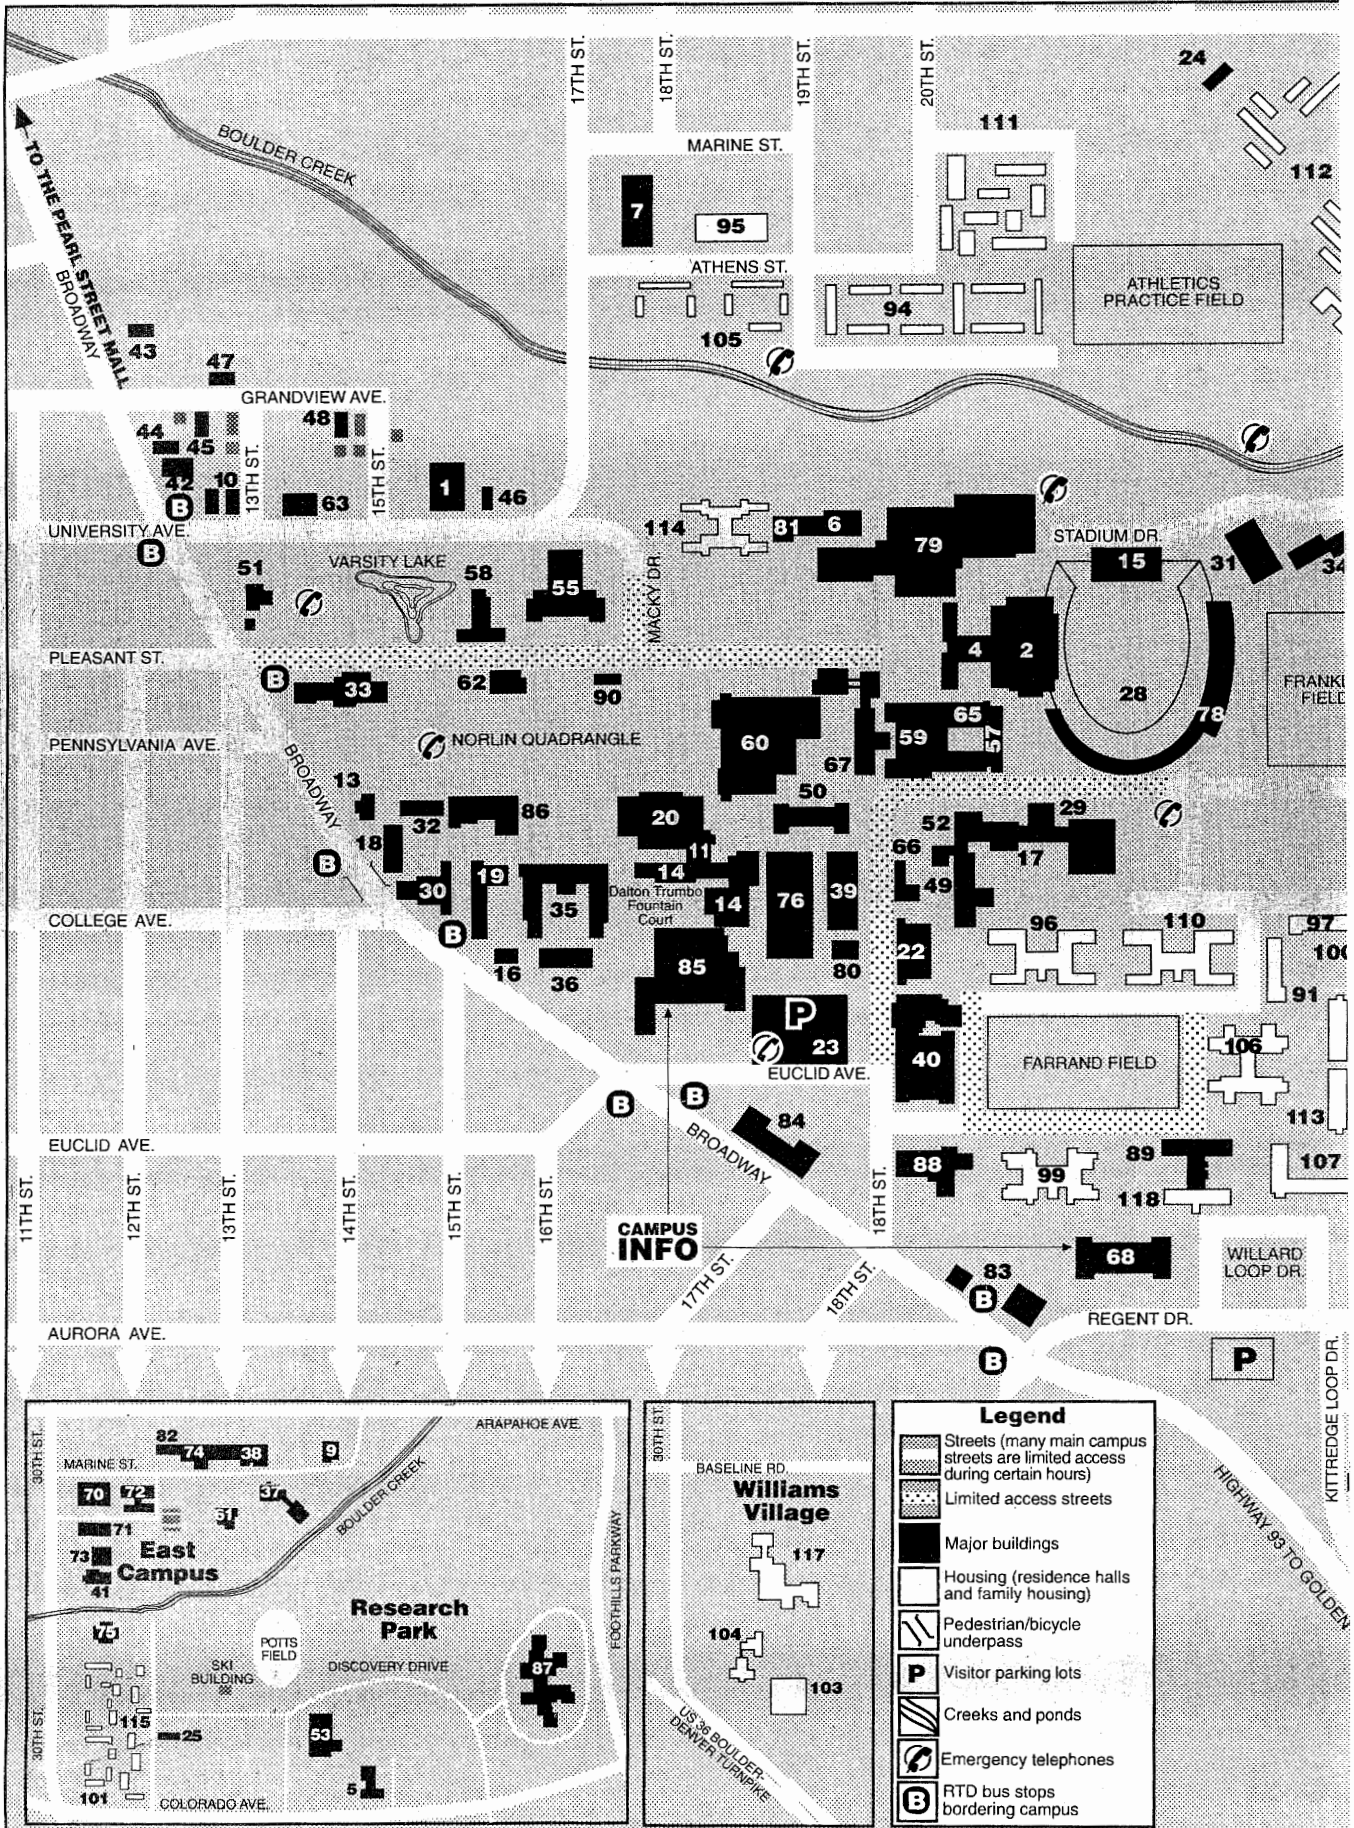 17TH ST.
18TH ST.
19TH ST.
20TH ST.
24
111
112
BOULDER CREEK
MARINE ST.
TO THE PEARL STREET MALL
BROADWAY
7
95
ATHENS ST.
ATHLETICS
PRACTICE FIELD
94
105
43
47
GRANDVIEW AVE.
48
44
45
42
10
13TH ST.
15TH ST.
1
46
63
B
UNIVERSITY AVE.
B
114
81
6
79
STADIUM DR.
15
31
34
51
VARSITY LAKE
58
55
MACKY DR.
4
2
28
78
PLEASANT ST.
B
33
62
90
FRANKL
FIELD
60
67
59
65
57
PENNSYLVANIA AVE.
BROADWAY
NORLIN QUADRANGLE
13
32
86
50
20
18
52
29
66
17
11
B
30
19
35
14
Dalton Trumbo
Fountain
Court
14
76
39
49
COLLEGE AVE.
B
16
36
85
80
22
96
110
97
100
91
P
23
40
FARRAND FIELD
106
113
EUCLID AVE.
B
B
84
BROADWAY
EUCLID AVE.
88
99
89
118
107
11TH ST.
12TH ST.
13TH ST.
14TH ST.
15TH ST.
16TH ST.
18TH ST.
CAMPUS
INFO
17TH ST.
18TH ST.
68
WILLARD
LOOP DR.
83
B
REGENT DR.
AURORA AVE.
B
P
KITTREDGE LOOP DR.
HIGHWAY 93 TO GOLDEN
30TH ST.
ARAPAHOE AVE.
82
74
38
9
MARINE ST.
70
72
61
37
BOULDER CREEK
71
73
41
East
Campus
FOOTHILLS PARKWAY
75
Research
Park
POTTS
FIELD
SKI
BUILDING
DISCOVERY DRIVE
87
30TH ST.
115
25
53
5
101
COLORADO AVE.
30TH ST.
BASELINE RD.
Williams
Village
117
104
103
US 36 BOULDER-
DENVER TURNPIKE
Legend
Streets (many main campus
streets are limited access
during certain hours)
Limited access streets
Major buildings
Housing (residence halls
and family housing)
Pedestrian/bicycle
underpass
P Visitor parking lots
Creeks and ponds
Emergency telephones
B RTD bus stops
bordering campus